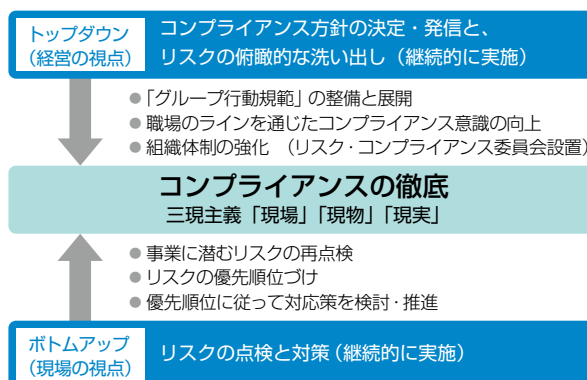 トップダウン
(経営の視点)
コンプライアンス方針の決定・発信と、
リスクの俯瞰的な洗い出し(継続的に実施)
●「グループ行動規範」の整備と展開
●職場のラインを通じたコンプライアンス意識の向上
●組織体制の強化 (リスク・コンプライアンス委員会設置)
コンプライアンスの徹底
三現主義「現場」「現物」「現実」
●事業に潜むリスクの再点検
●リスクの優先順位づけ
●優先順位に従って対応策を検討・推進
ボトムアップ
(現場の視点)
リスクの点検と対策(継続的に実施)